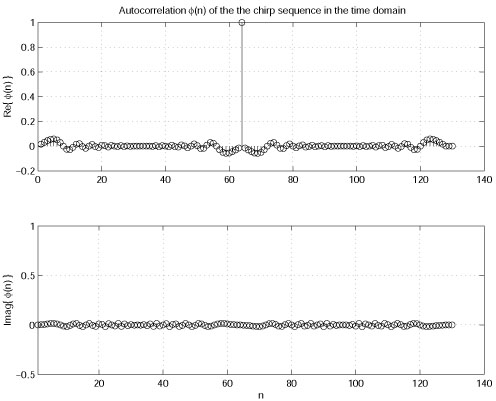 Autocorrelation ϕ(n) of the the chirp sequence in the time domain
1
0.8
0.6
0.4
0.2
0
−0.2
Re{ ϕ(n)}
0 20 40 60 80 100 120 140
1
0.5
0
−0.5
Imag{ ϕ(n)}
20 40 60 80 100 120 140
n